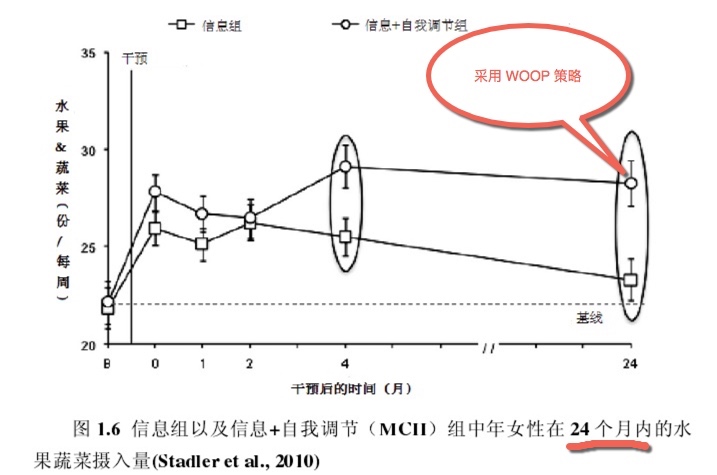 信息组 信息+自我调节组
采用 WOOP 策略
35
干预
30
25
20
水果&蔬菜(份/每周)
基线
B 0 1 2 4 // 24
干预后的时间(月)
图 1.6 信息组以及信息+自我调节(MCII)组中年女性在 24 个月内的水
果蔬菜摄入量(Stadler et al., 2010)